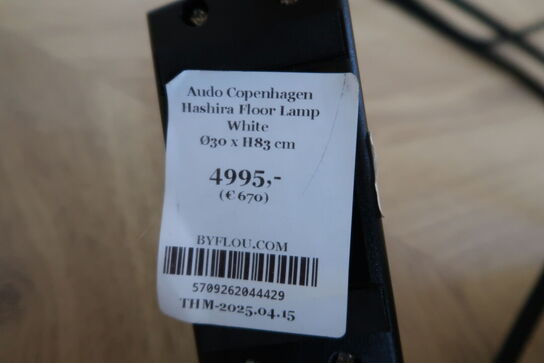 Audo Copenhagen
Hashira Floor Lamp
White
Ø30 x H83 cm
4995,-
(€670)
BYFLOU.COM
5709262044429
THM-2025.04.15